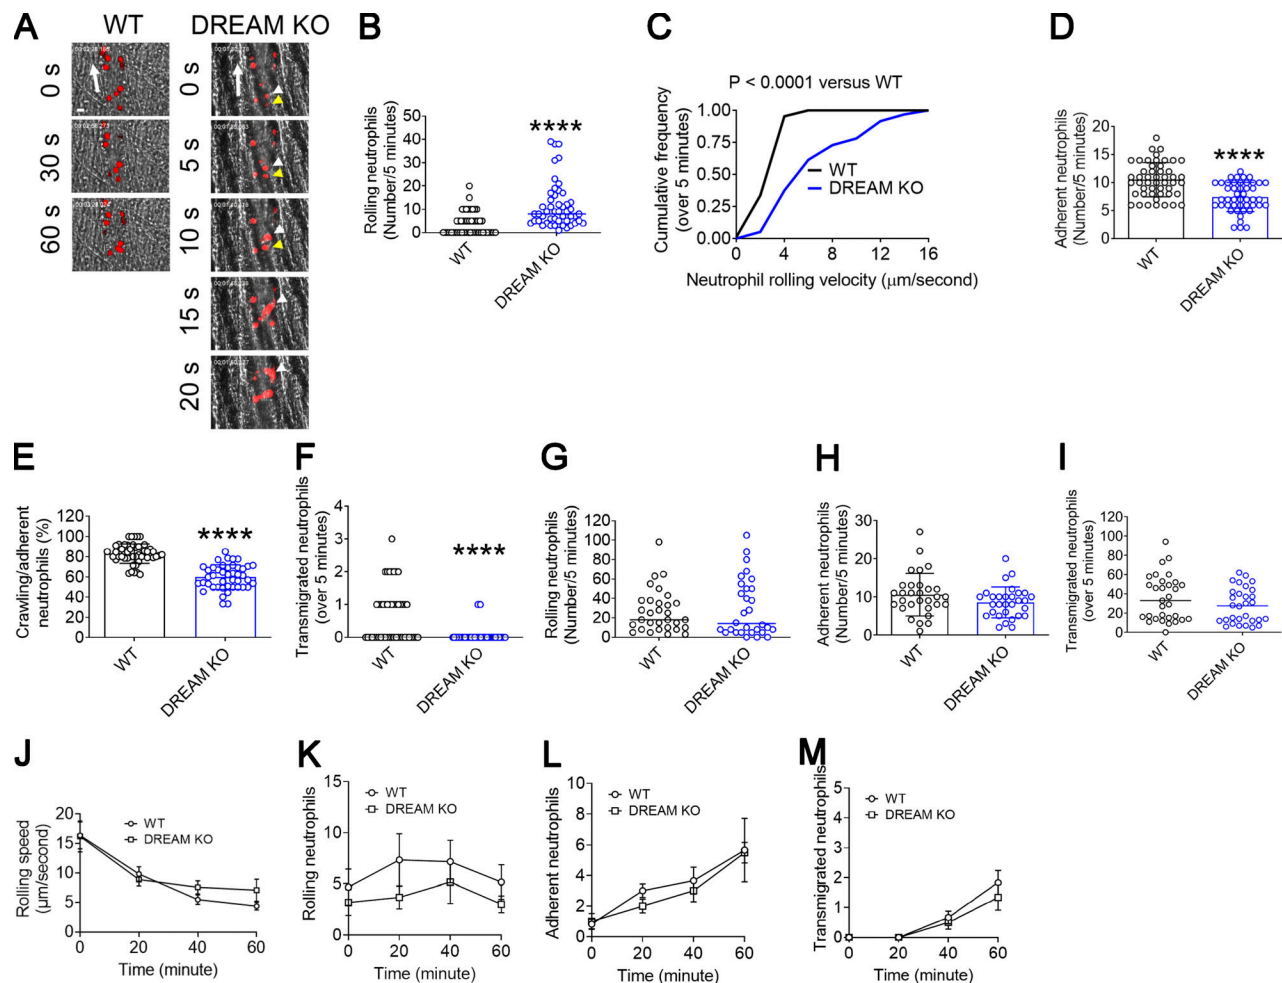 A
WT
DREAM KO
0 s
30 s
60 s
0 s
5 s
10 s
15 s
20 s
B
Rolling neutrophils
(Number/5 minutes)
50
40
30
20
10
0
****
WT
DREAM KO
C
P < 0.0001 versus WT
Cumulative frequency
(over 5 minutes)
1.00
0.75
0.50
0.25
0.00
WT
DREAM KO
0
4
8
12
16
Neutrophil rolling velocity (μm/second)
D
Adherent neutrophils
(Number/5 minutes)
20
15
10
5
0
****
WT
DREAM KO
E
Crawling/adherent
neutrophils (%)
120
100
80
60
40
20
0
****
WT
DREAM KO
F
Transmigrated neutrophils
(over 5 minutes)
4
3
2
1
0
****
WT
DREAM KO
G
Rolling neutrophils
(Number/5 minutes)
120
100
80
60
40
20
0
WT
DREAM KO
H
Adherent neutrophils
(Number/5 minutes)
30
20
10
0
WT
DREAM KO
I
Transmigrated neutrophils
(over 5 minutes)
120
100
80
60
40
20
0
WT
DREAM KO
J
Rolling speed
(μm/second)
20
15
10
5
0
WT
DREAM KO
0
20
40
60
Time (minute)
K
Rolling neutrophils
15
10
5
0
WT
DREAM KO
0
20
40
60
Time (minute)
L
Adherent neutrophils
10
8
6
4
2
0
WT
DREAM KO
0
20
40
60
Time (minute)
M
Transmigrated neutrophils
5
4
3
2
1
0
WT
DREAM KO
0
20
40
60
Time (minute)